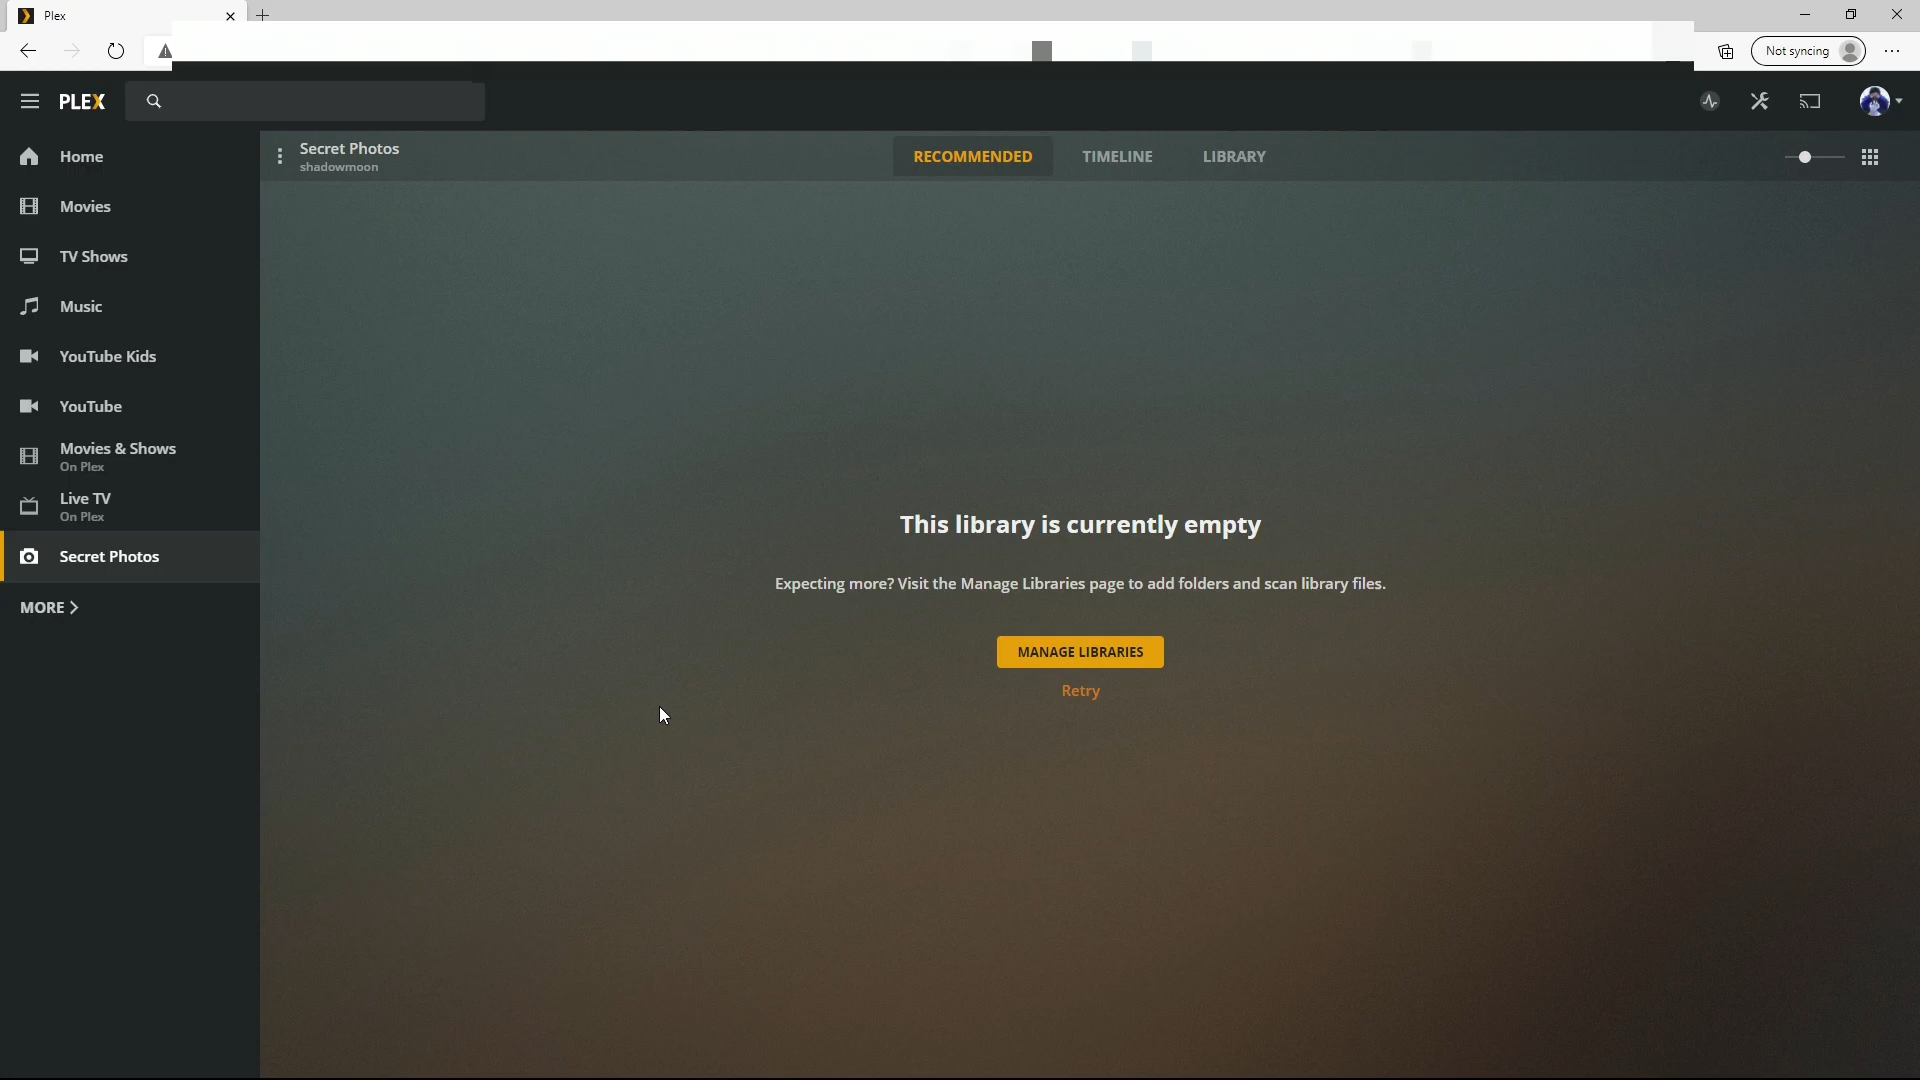 Plex
Not syncing
PLEX
Home
Movies
TV Shows
Music
YouTube Kids
YouTube
Movies & Shows
On Plex
Live TV
On Plex
Secret Photos
MORE
Secret Photos
shadowmoon
RECOMMENDED
TIMELINE
LIBRARY
This library is currently empty
Expecting more? Visit the Manage Libraries page to add folders and scan library files.
MANAGE LIBRARIES
Retry